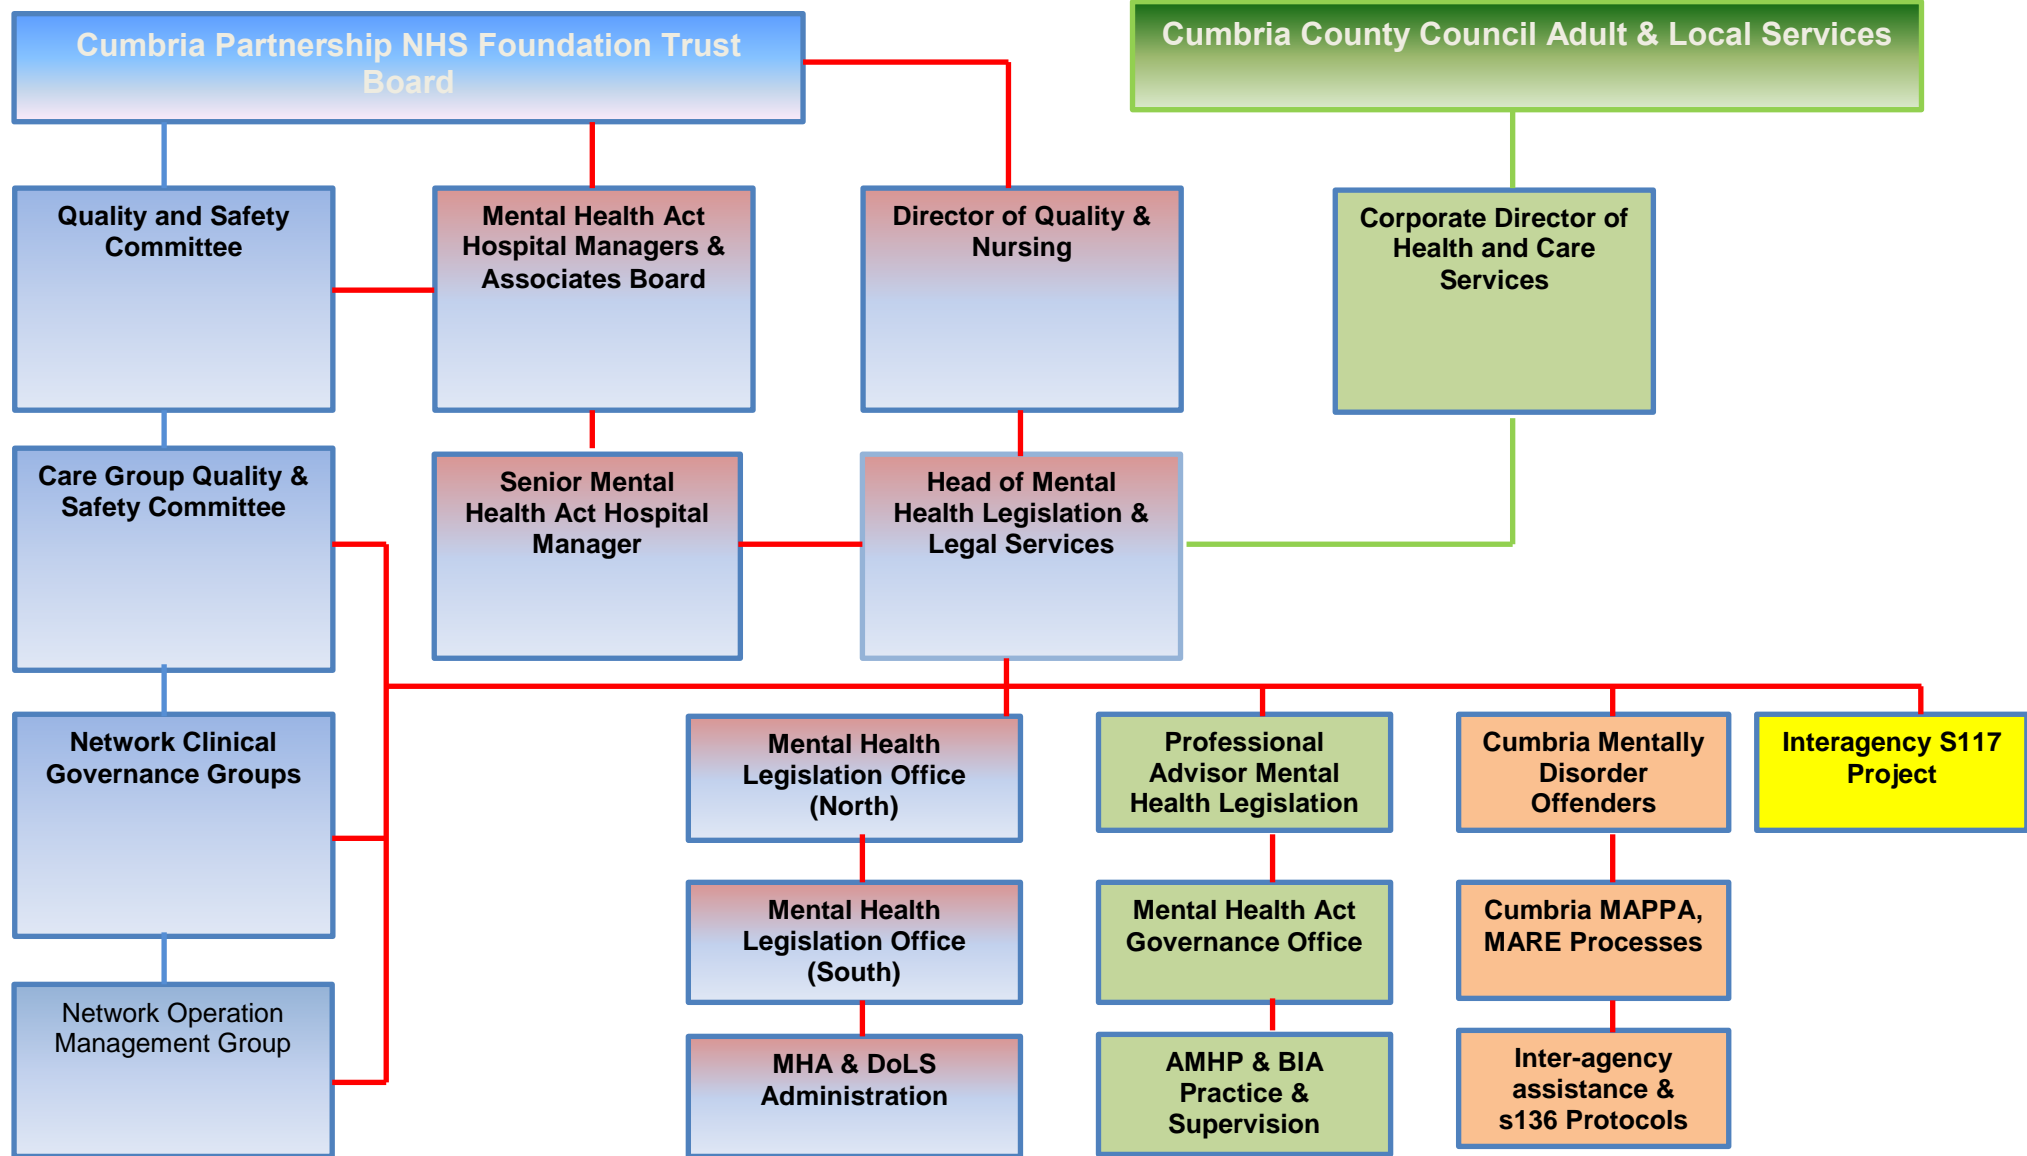 Cumbria Partnership NHS Foundation Trust
Board
Cumbria County Council Adult & Local Services
Quality and Safety
Committee
Mental Health Act
Hospital Managers &
Associates Board
Director of Quality &
Nursing
Corporate Director of
Health and Care
Services
Care Group Quality &
Safety Committee
Senior Mental
Health Act Hospital
Manager
Head of Mental
Health Legislation &
Legal Services
Network Clinical
Governance Groups
Mental Health
Legislation Office
(North)
Professional
Advisor Mental
Health Legislation
Cumbria Mentally
Disorder
Offenders
Interagency S117
Project
Mental Health
Legislation Office
(South)
Mental Health Act
Governance Office
Cumbria MAPPA,
MARE Processes
Network Operation
Management Group
MHA & DoLS
Administration
AMHP & BIA
Practice &
Supervision
Inter-agency
assistance &
s136 Protocols